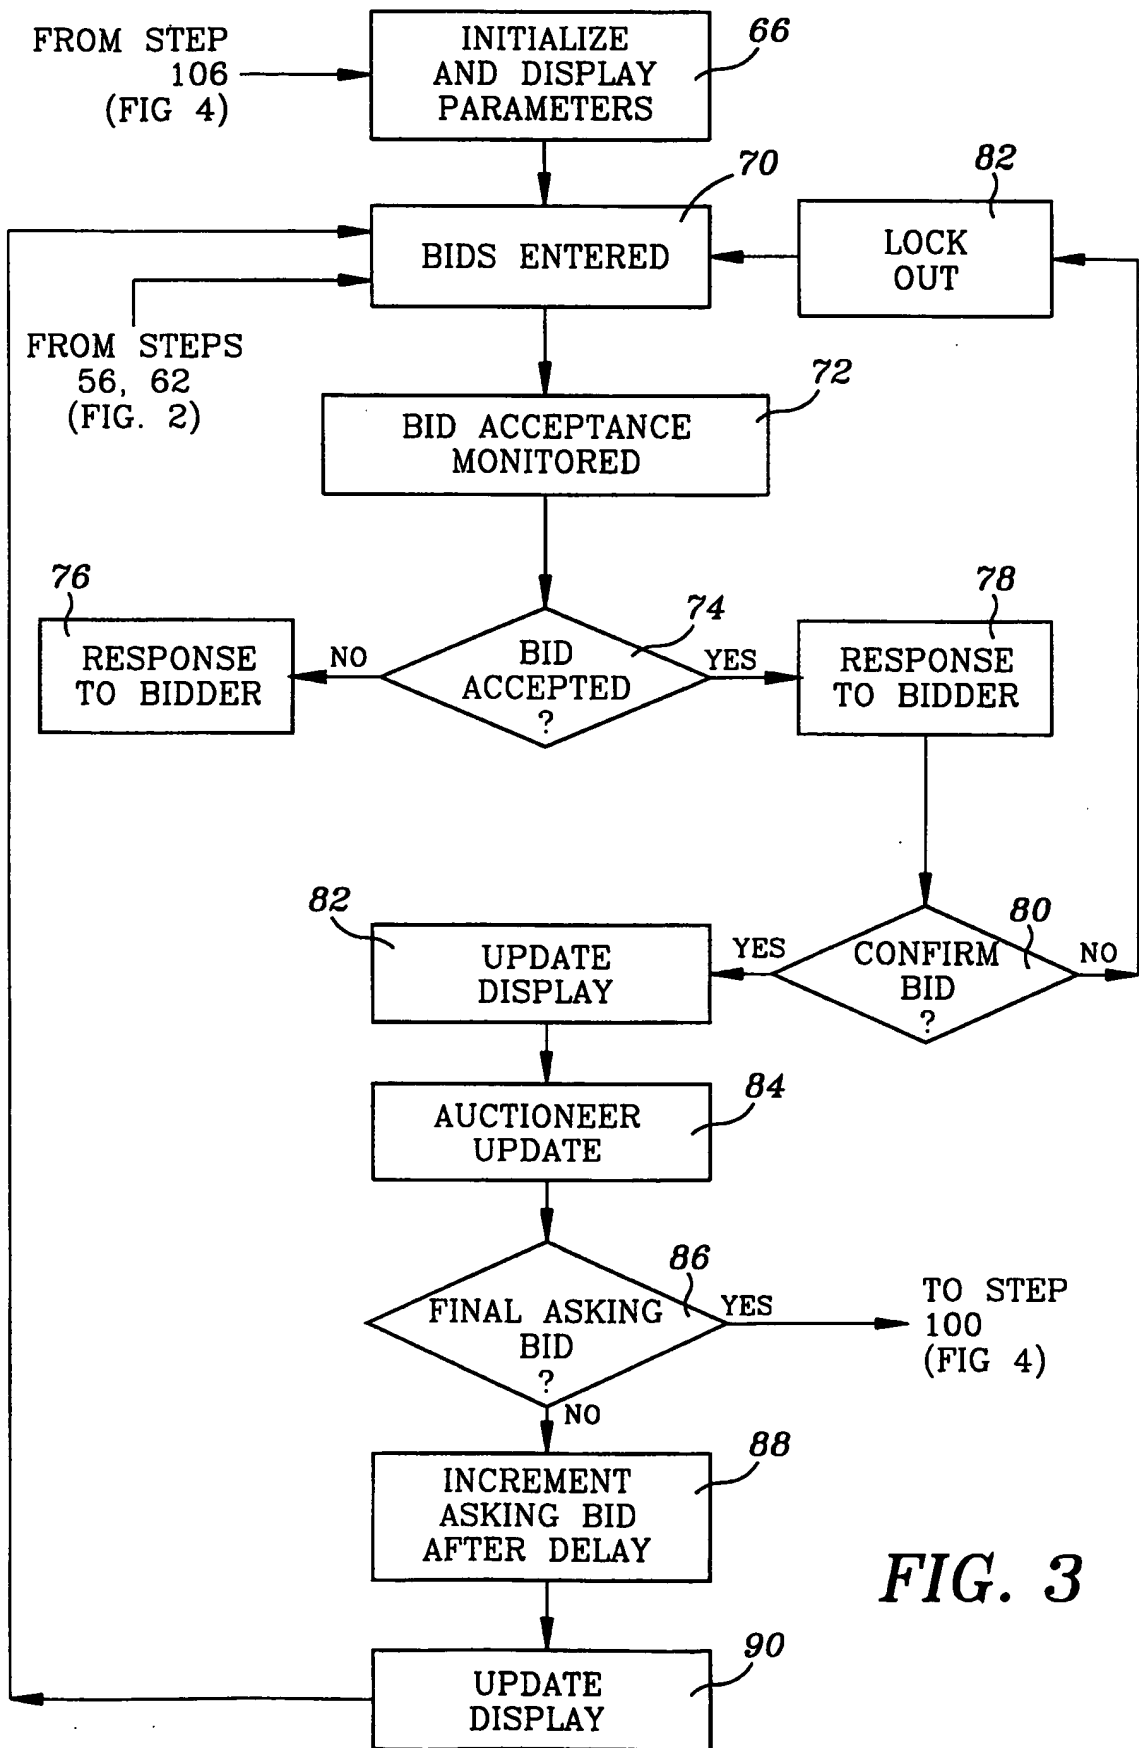 FROM STEP
106
(FIG 4)
INITIALIZE
AND DISPLAY
PARAMETERS
66
70
BIDS ENTERED
82
LOCK
OUT
FROM STEPS
56, 62
(FIG. 2)
72
BID ACCEPTANCE
MONITORED
76
RESPONSE
TO BIDDER
NO
74
BID
ACCEPTED
?
YES
78
RESPONSE
TO BIDDER
82
UPDATE
DISPLAY
YES
80
CONFIRM
BID
?
NO
84
AUCTIONEER
UPDATE
86
FINAL ASKING
BID
?
YES
TO STEP
100
(FIG 4)
NO
88
INCREMENT
ASKING BID
AFTER DELAY
FIG. 3
90
UPDATE
DISPLAY